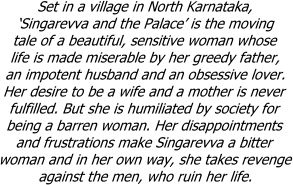 Set in a village in North Karnataka,
'Singarevva and the Palace' is the moving
tale of a beautiful, sensitive woman whose
life is made miserable by her greedy father,
an impotent husband and an obsessive lover.
Her desire to be a wife and a mother is never
fulfilled. But she is humiliated by society for
being a barren woman. Her disappointments
and frustrations make Singarevva a bitter
woman and in her own way, she takes revenge
against the men, who ruin her life.